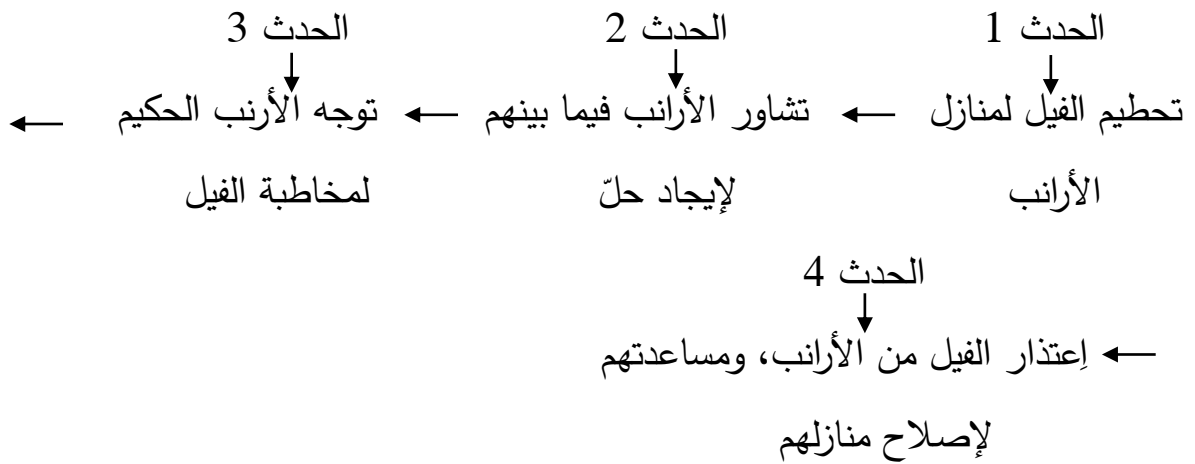 الحدث 1 الحدث 2 الحدث 3
تحطيم الفيل لمنازل ← تشاور الأرانب فيما بينهم ← توجه الأرنب الحكيم ←
الأرانب لإيجاد حلّ لمخاطبة الفيل
الحدث 4
← اِعتذار الفيل من الأرانب، ومساعدتهم
لإصلاح منازلهم